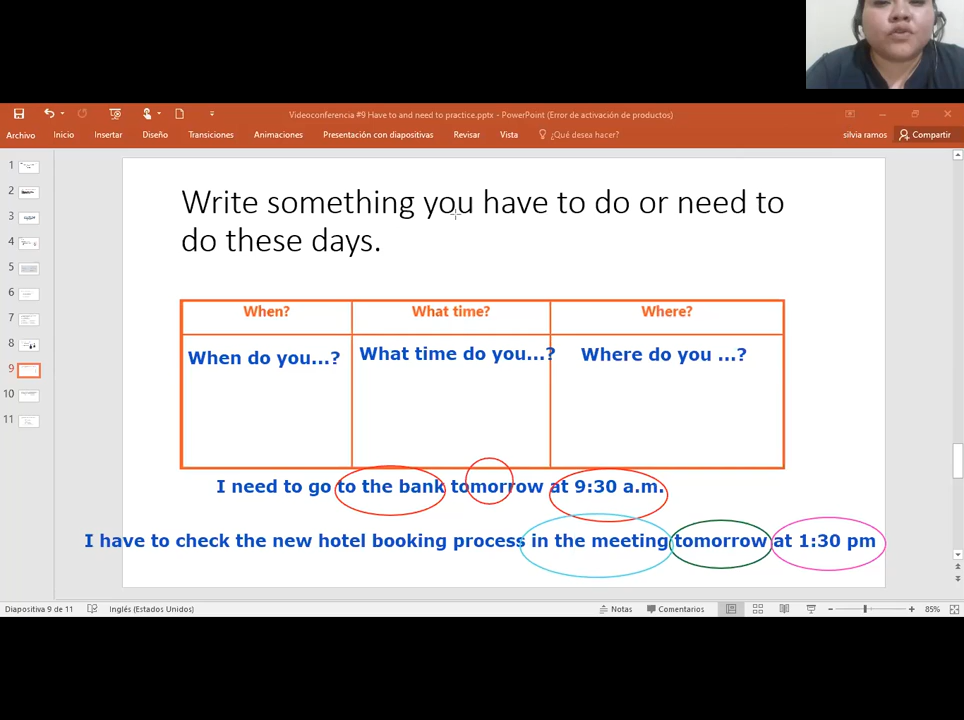 Videoconferencia #9 Have to and need to practice.pptx - PowerPoint (Error de activación de productos)
Archivo Inicio Insertar Diseño Transiciones Animaciones Presentación con diapositivas Revisar Vista ¿Qué desea hacer? silvia ramos Compartir
1
2
3
4
5
6
7
8
9
10
11
Write something you have to do or need to
do these days.
When? What time? Where?
When do you...? What time do you...? Where do you ...?
I need to go to the bank tomorrow at 9:30 a.m.
I have to check the new hotel booking process in the meeting tomorrow at 1:30 pm
Diapositiva 9 de 11 Inglés (Estados Unidos) Notas Comentarios 85%